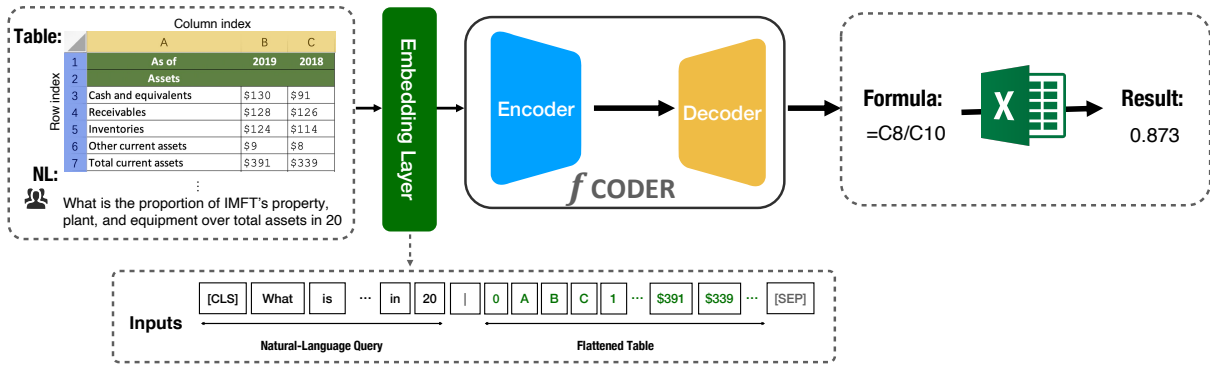 Column index
Table:
Row index
A B C
1 As of 2019 2018
2 Assets
3 Cash and equivalents $130 $91
4 Receivables $128 $126
5 Inventories $124 $114
6 Other current assets $9 $8
7 Total current assets $391 $339
⋮
NL:
What is the proportion of IMFT's property,
plant, and equipment over total assets in 20
Embedding Layer
Encoder
Decoder
f CODER
Formula:
=C8/C10
X
Result:
0.873
Inputs
[CLS] What is ... in 20 | 0 A B C 1 ... $391 $339 ... [SEP]
Natural-Language Query
Flattened Table